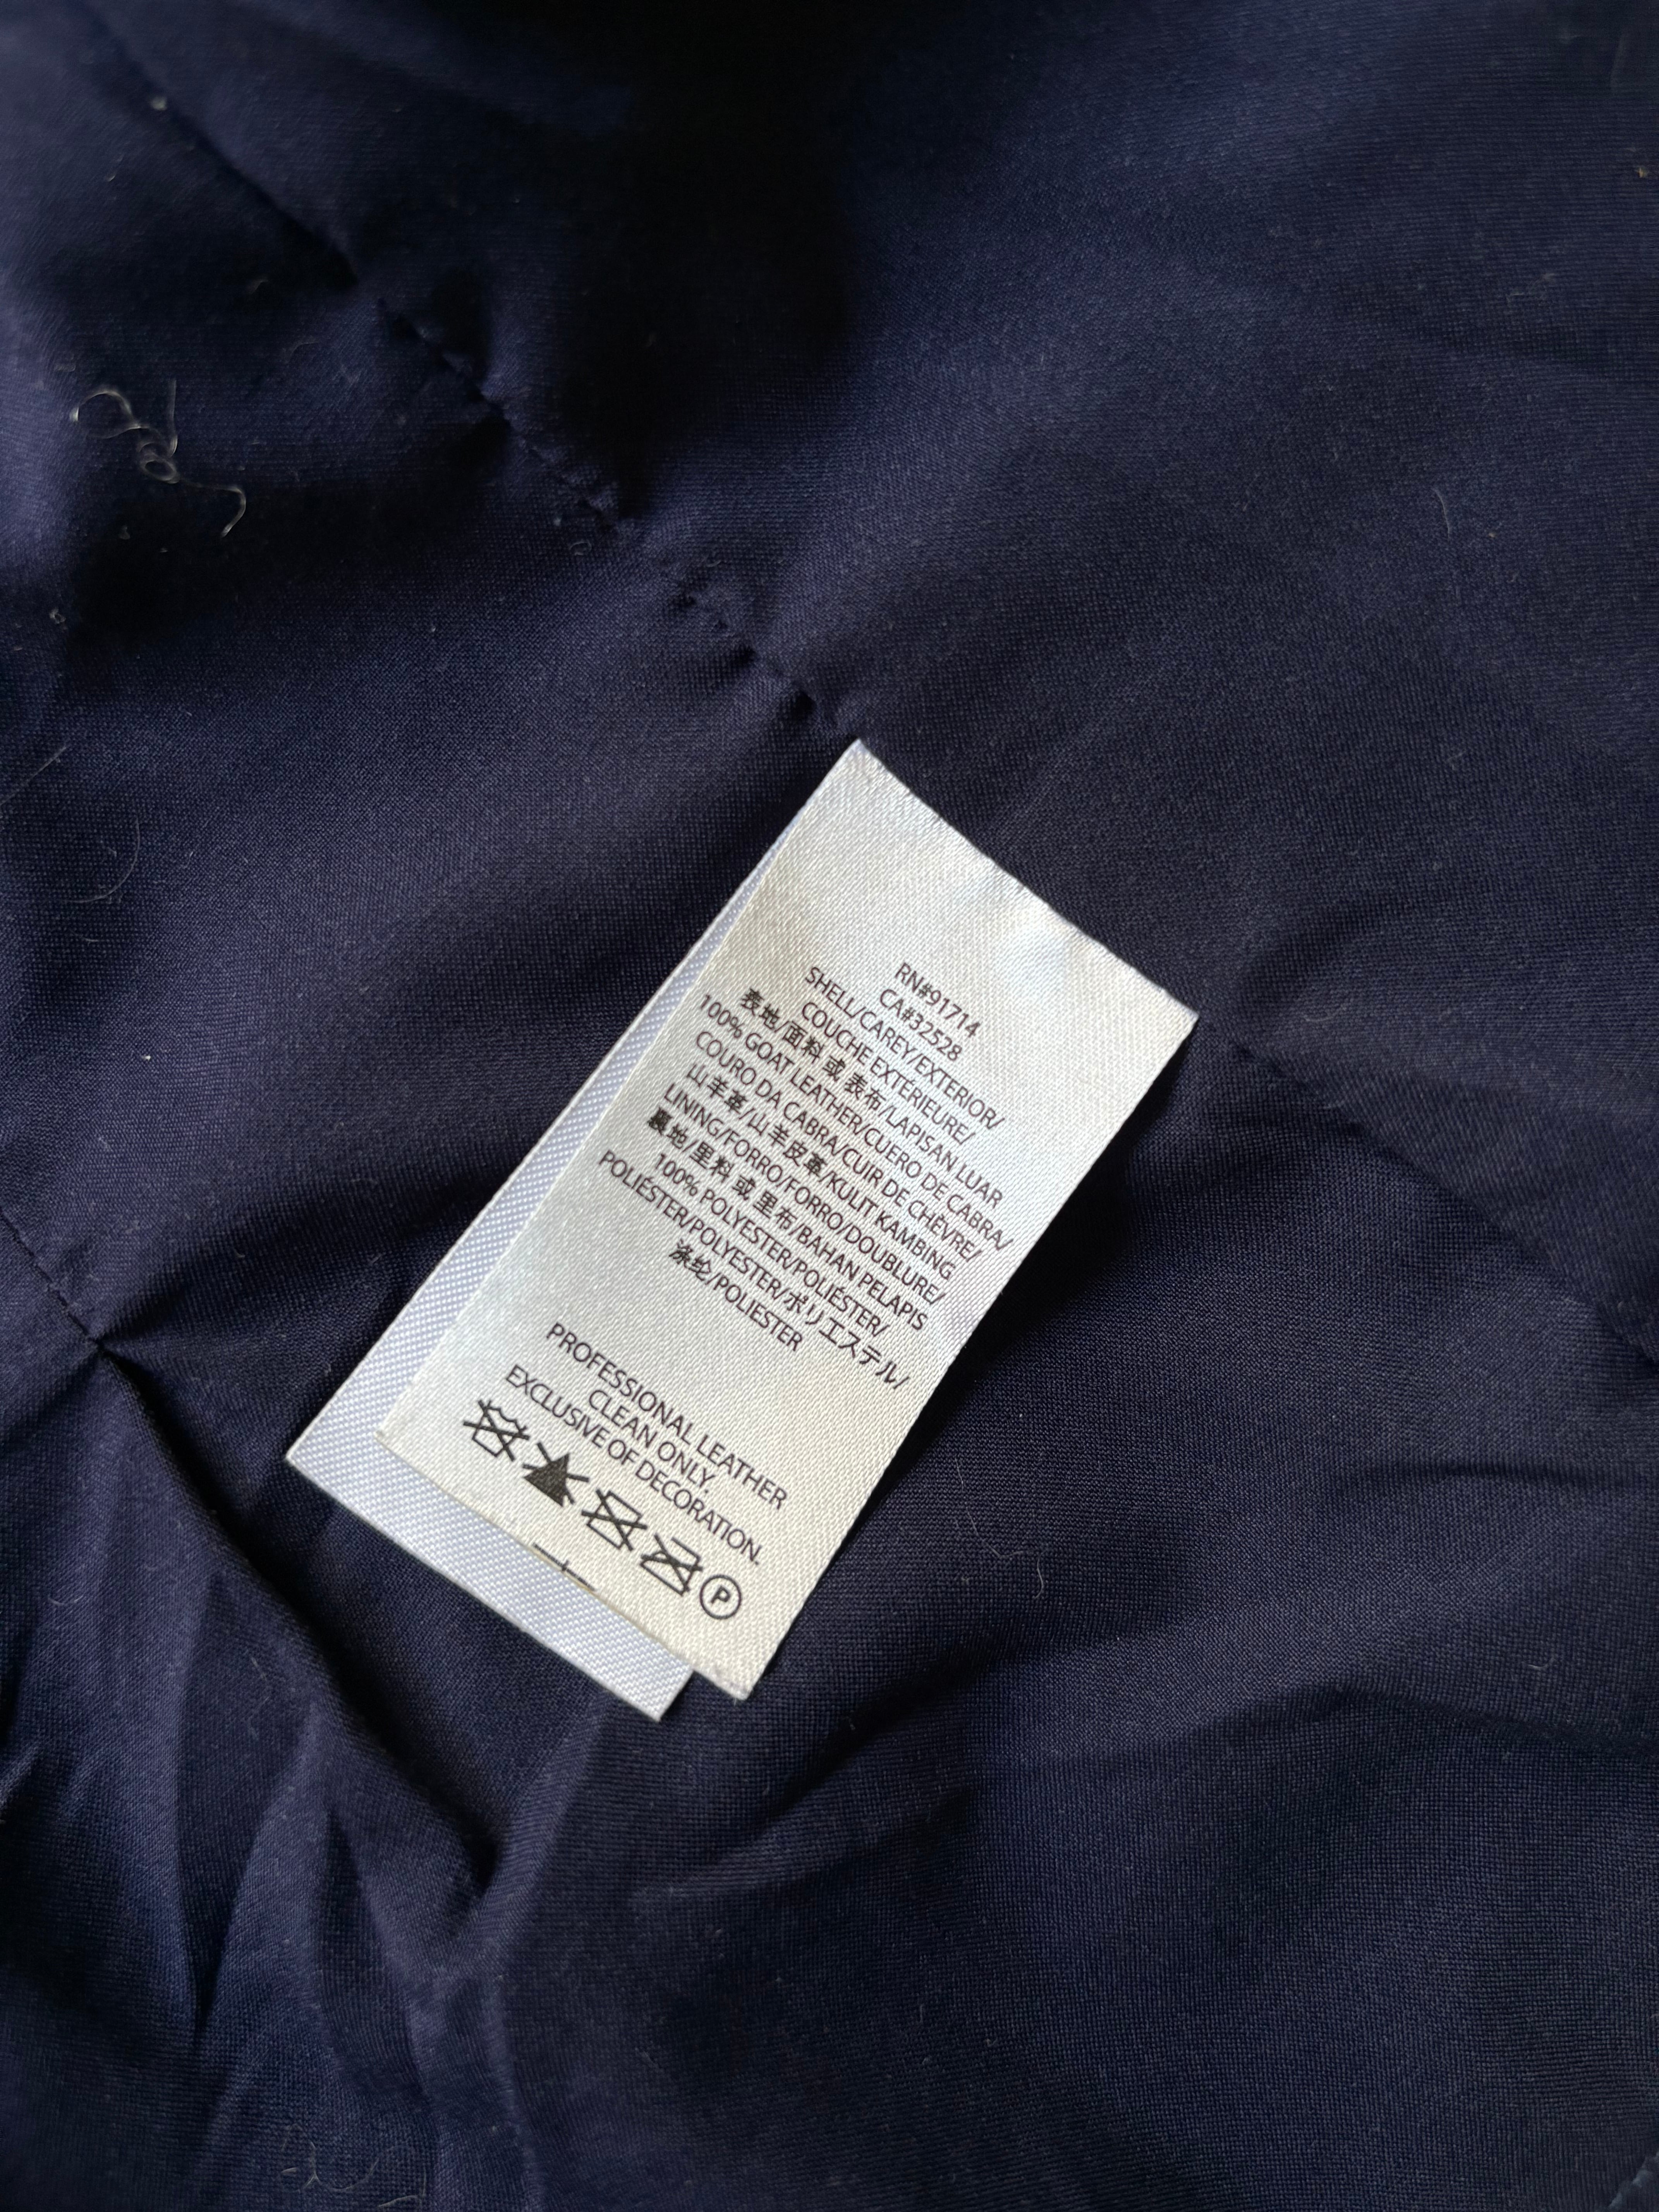 RN#91714
CA#32528
SHELL/CAREY/EXTERIOR/
COUCHE EXTÉRIEURE/
表地/面料 或 表布/LAPISAN LUAR
100% GOAT LEATHER/CUERO DE CABRA/
COURO DA CABRA/CUIR DE CHÈVRE/
山羊革/山羊皮革/KULIT KAMBING
LINING/FORRO/FORRO/DOUBLURE/
裏地/里料 或 里布/BAHAN PELAPIS
100% POLYESTER/POLIÉSTER/
POLIÉSTER/POLYESTER/ポリエステル/
涤纶/POLIESTER
PROFESSIONAL LEATHER
CLEAN ONLY.
EXCLUSIVE OF DECORATION.
P